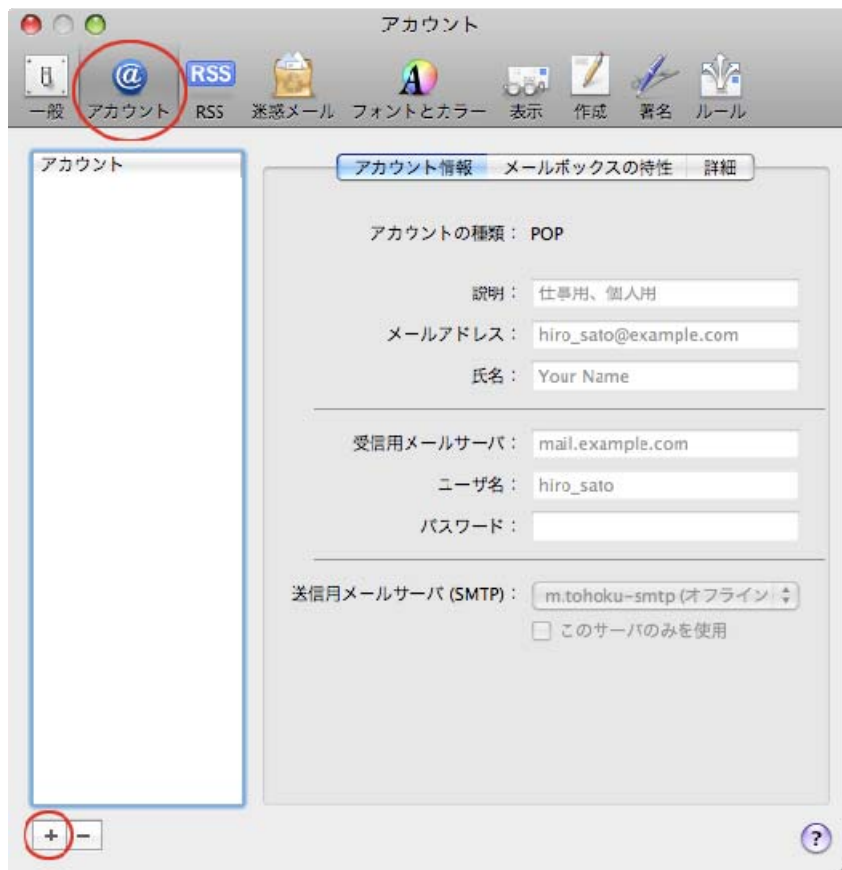 アカウント
@
RSS
一般 アカウント RSS 迷惑メール フォントとカラー 表示 作成 署名 ルール
アカウント
アカウント情報 メールボックスの特性 詳細
アカウントの種類： POP
説明： 仕事用、個人用
メールアドレス： hiro_sato@example.com
氏名： Your Name
受信用メールサーバ： mail.example.com
ユーザ名： hiro_sato
パスワード：
送信用メールサーバ (SMTP)： m.tohoku-smtp (オフライン
このサーバのみを使用
+ −
?